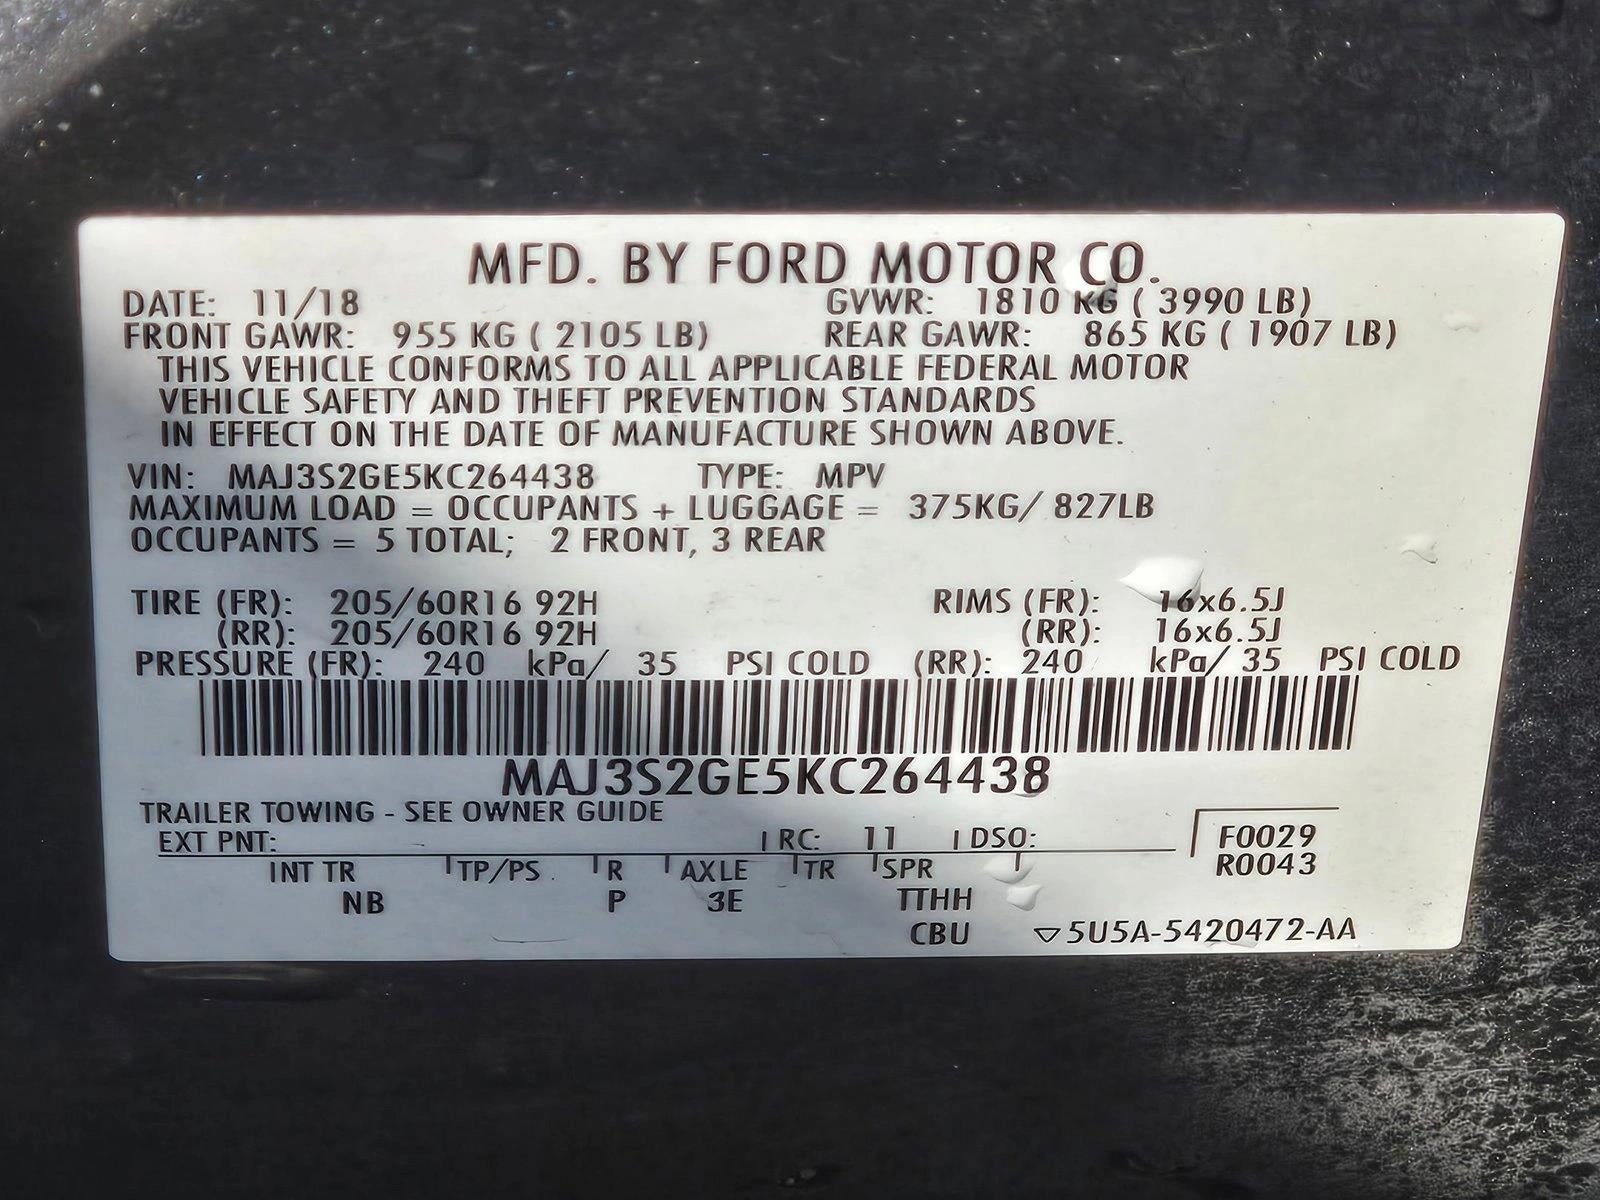 MFD. BY FORD MOTOR CO.
DATE: 11/18 GVWR: 1810 KG ( 3990 LB)
FRONT GAWR: 955 KG ( 2105 LB) REAR GAWR: 865 KG ( 1907 LB)
THIS VEHICLE CONFORMS TO ALL APPLICABLE FEDERAL MOTOR
VEHICLE SAFETY AND THEFT PREVENTION STANDARDS
IN EFFECT ON THE DATE OF MANUFACTURE SHOWN ABOVE.
VIN: MAJ3S2GE5KC264438 TYPE: MPV
MAXIMUM LOAD = OCCUPANTS + LUGGAGE = 375KG/ 827LB
OCCUPANTS = 5 TOTAL; 2 FRONT, 3 REAR
TIRE (FR): 205/60R16 92H RIMS (FR): 16x6.5J
(RR): 205/60R16 92H (RR): 16x6.5J
PRESSURE (FR): 240 kPa/ 35 PSI COLD (RR): 240 kPa/ 35 PSI COLD
MAJ3S2GE5KC264438
TRAILER TOWING - SEE OWNER GUIDE
EXT PNT: RC: 11 DSO: F0029
R0043
INT TR TP/PS R AXLE TR SPR
NB P 3E TTHH
CBU ▽5U5A-5420472-AA